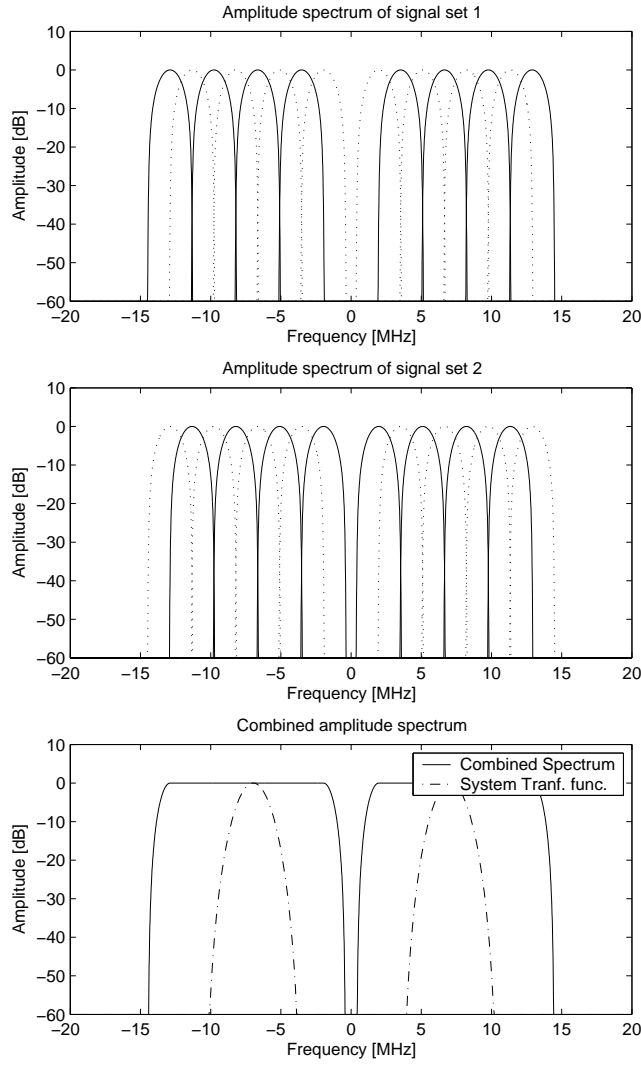 Amplitude spectrum of signal set 1
10
0
−10
−20
−30
−40
−50
−60
Amplitude [dB]
−20 −15 −10 −5 0 5 10 15 20
Frequency [MHz]
Amplitude spectrum of signal set 2
10
0
−10
−20
−30
−40
−50
−60
Amplitude [dB]
−20 −15 −10 −5 0 5 10 15 20
Frequency [MHz]
Combined amplitude spectrum
10
0
−10
−20
−30
−40
−50
−60
Amplitude [dB]
Combined Spectrum
System Tranf. func.
−20 −15 −10 −5 0 5 10 15 20
Frequency [MHz]